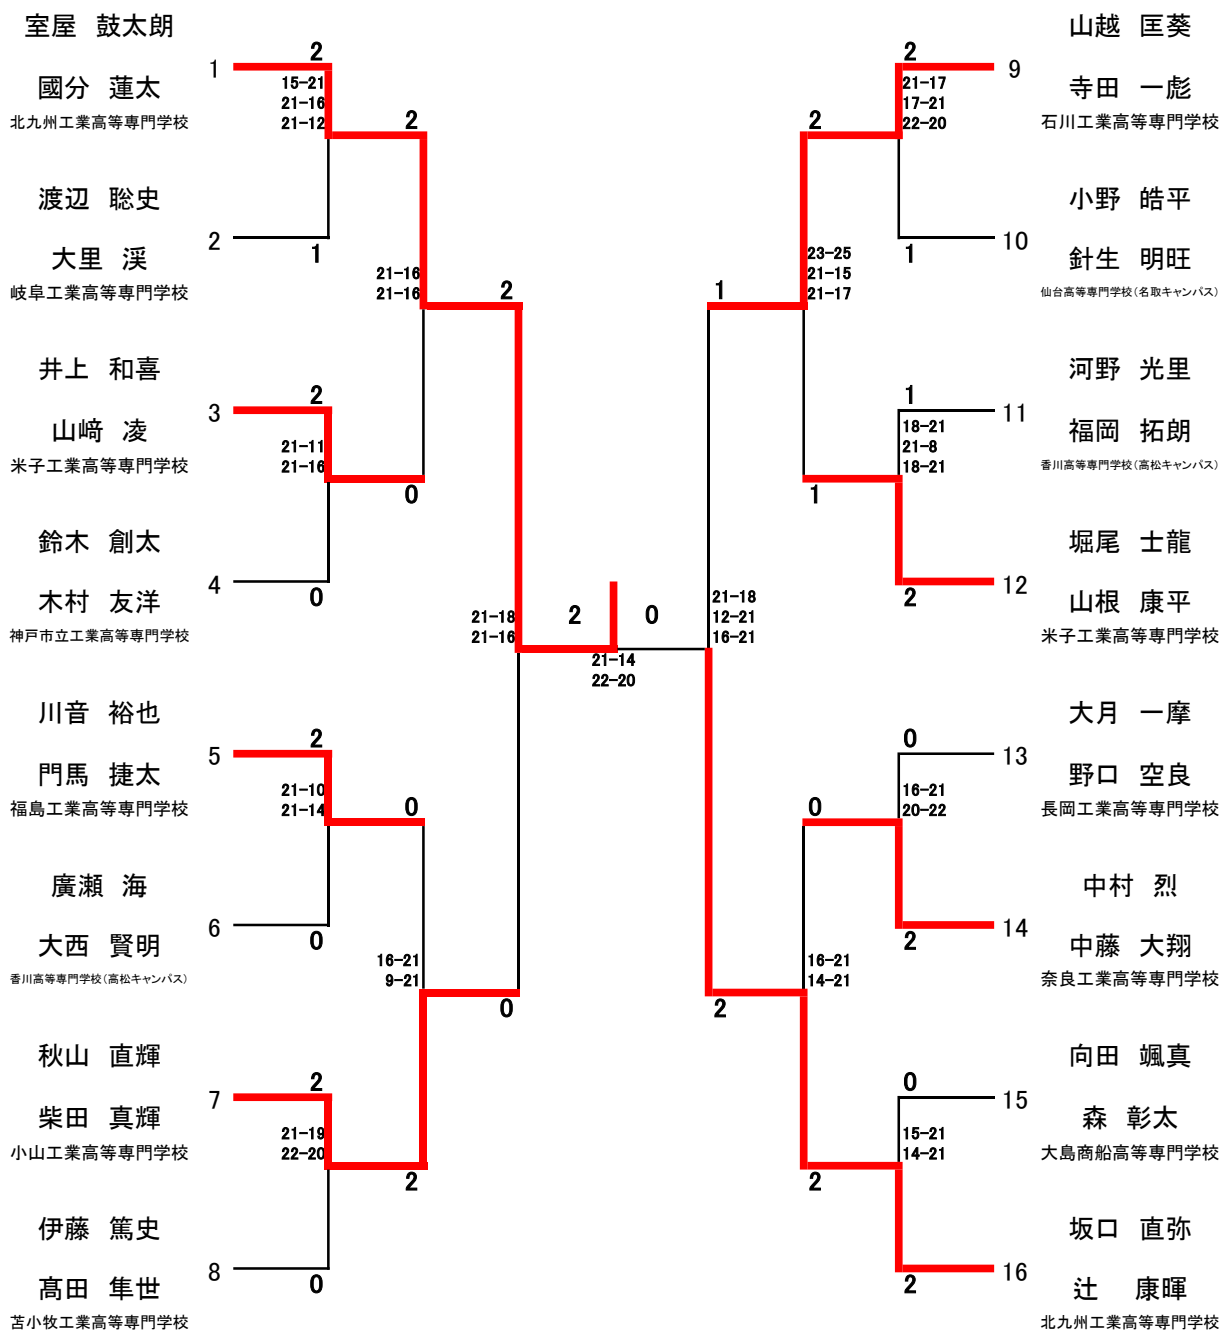 室屋 鼓太朗
2
1
15-21
國分 蓮太
21-16
北九州工業高等専門学校
21-12
2
渡辺 聡史
2
1
大里 渓
岐阜工業高等専門学校
21-16
21-16
2
井上 和喜
2
3
山﨑 凌
21-11
米子工業高等専門学校
21-16
0
鈴木 創太
4
0
木村 友洋
神戸市立工業高等専門学校
21-18
21-16
2
0
21-14
22-20
川音 裕也
2
5
門馬 捷太
21-10
福島工業高等専門学校
21-14
0
廣瀬 海
6
0
大西 賢明
香川高等専門学校(高松キャンパス)
16-21
9-21
0
秋山 直輝
2
7
柴田 真輝
21-19
小山工業高等専門学校
22-20
2
伊藤 篤史
8
0
髙田 隼世
苫小牧工業高等専門学校
山越 匡葵
2
9
21-17
寺田 一彪
17-21
石川工業高等専門学校
22-20
2
小野 皓平
10
1
針生 明旺
仙台高等専門学校(名取キャンパス)
23-25
21-15
21-17
1
河野 光里
1
11
18-21
福岡 拓朗
21-8
香川高等専門学校(高松キャンパス)
18-21
1
堀尾 士龍
12
2
山根 康平
米子工業高等専門学校
21-18
12-21
16-21
大月 一摩
0
13
野口 空良
16-21
長岡工業高等専門学校
20-22
0
中村 烈
14
2
中藤 大翔
奈良工業高等専門学校
16-21
14-21
2
向田 颯真
0
15
森 彰太
15-21
大島商船高等専門学校
14-21
2
坂口 直弥
16
2
辻 康暉
北九州工業高等専門学校